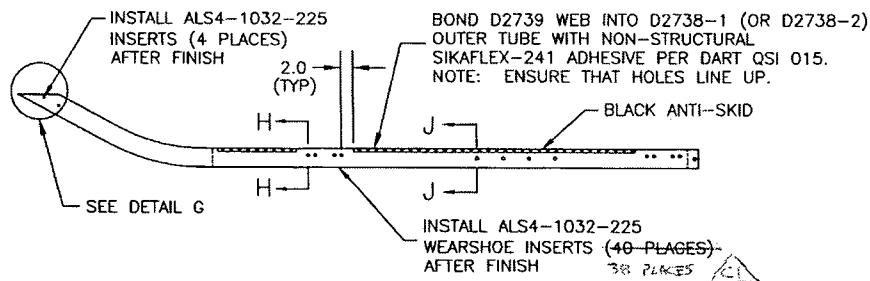 INSTALL ALS4-1032-225
INSERTS (4 PLACES)
AFTER FINISH
BOND D2739 WEB INTO D2738-1 (OR D2738-2)
OUTER TUBE WITH NON-STRUCTURAL
SIKAFLEX-241 ADHESIVE PER DART QSI 015.
NOTE: ENSURE THAT HOLES LINE UP.
2.0
(TYP)
BLACK ANTI-SKID
H
J
H
J
SEE DETAIL G
INSTALL ALS4-1032-225
WEARSHOE INSERTS (40 PLACES)
AFTER FINISH
38 PLACES
C1